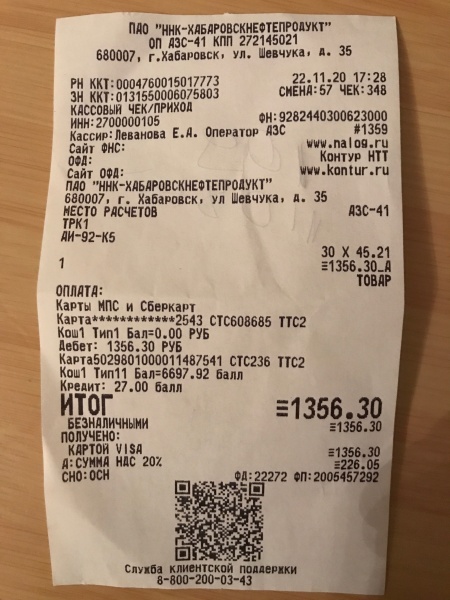 ПАО "ННК-ХАБАРОВСКНЕФТЕПРОДУКТ"
ОП АЗС-41 КПП 272145021
680007, г.Хабаровск, ул. Шевчука, д. 35
РН ККТ:0004760015017773 22.11.20 17:28
ЗН ККТ:0131550006075803 СМЕНА:57 ЧЕК:348
КАССОВЫЙ ЧЕК/ПРИХОД
ИНН:2700000105 ФН:9282440300623000
Кассир:Леванова Е.А. Оператор АЗС #1359
Сайт ФНС: www.nalog.ru
ОФД: Контур НТТ
Сайт ОФД: www.kontur.ru
ПАО "ННК-ХАБАРОВСКНЕФТЕПРОДУКТ"
680007, г. Хабаровск, ул Шевчука, д. 35
МЕСТО РАСЧЕТОВ АЗС-41
ТРК1
АИ-92-К5
30 X 45.21
1 ≡1356.30_А
ТОВАР
ОПЛАТА:
Карты МПС и Сберкарт
Карта************2543 СТС608685 ТТС2
Кош1 Тип1 Бал=0.00 РУБ
Дебет: 1356.30 РУБ
Карта5029801000011487541 СТС236 ТТС2
Кош1 Тип11 Бал=6697.92 балл
Кредит: 27.00 балл
ИТОГ ≡1356.30
БЕЗНАЛИЧНЫМИ ≡1356.30
ПОЛУЧЕНО:
КАРТОЙ VISA ≡1356.30
А:СУММА НДС 20% ≡226.05
СНО:ОСН ФД:22272 ФП:2005457292
Служба клиентской поддержки
8-800-200-03-43